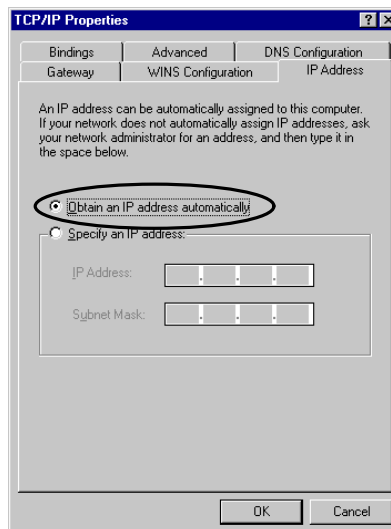 TCP/IP Properties
Bindings
Advanced
DNS Configuration
Gateway
WINS Configuration
IP Address
An IP address can be automatically assigned to this computer.
If your network does not automatically assign IP addresses, ask
your network administrator for an address, and then type it in
the space below.
Obtain an IP address automatically
Specify an IP address:
IP Address:
Subnet Mask:
OK
Cancel